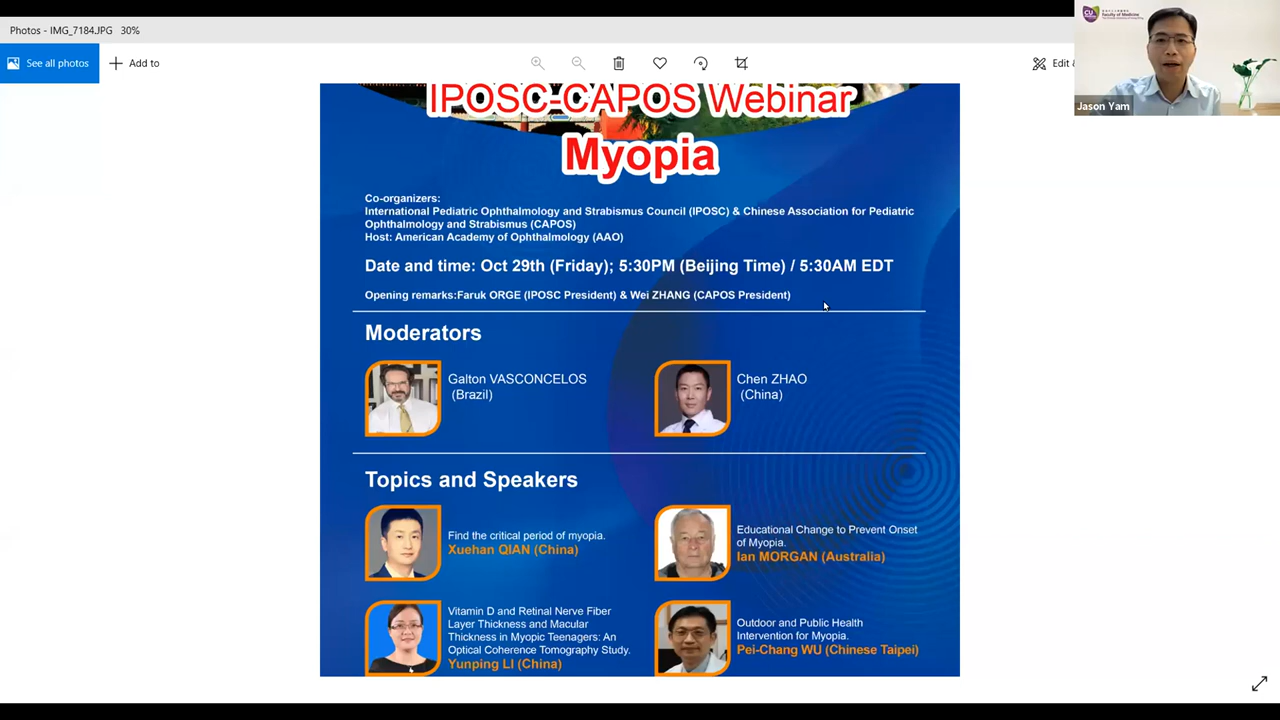 Photos - IMG_7184.JPG 30%
See all photos
Add to
Edit &
CU
Faculty of Medicine
Jason Yam
IPOSC-CAPOS Webinar
Myopia
Co-organizers:
International Pediatric Ophthalmology and Strabismus Council (IPOSC) & Chinese Association for Pediatric
Ophthalmology and Strabismus (CAPOS)
Host: American Academy of Ophthalmology (AAO)
Date and time: Oct 29th (Friday); 5:30PM (Beijing Time) / 5:30AM EDT
Opening remarks:Faruk ORGE (IPOSC President) & Wei ZHANG (CAPOS President)
Moderators
Galton VASCONCELOS
(Brazil)
Chen ZHAO
(China)
Topics and Speakers
Find the critical period of myopia.
Xuehan QIAN (China)
Educational Change to Prevent Onset
of Myopia.
Ian MORGAN (Australia)
Vitamin D and Retinal Nerve Fiber
Layer Thickness and Macular
Thickness in Myopic Teenagers: An
Optical Coherence Tomography Study.
Yunping LI (China)
Outdoor and Public Health
Intervention for Myopia.
Pei-Chang WU (Chinese Taipei)